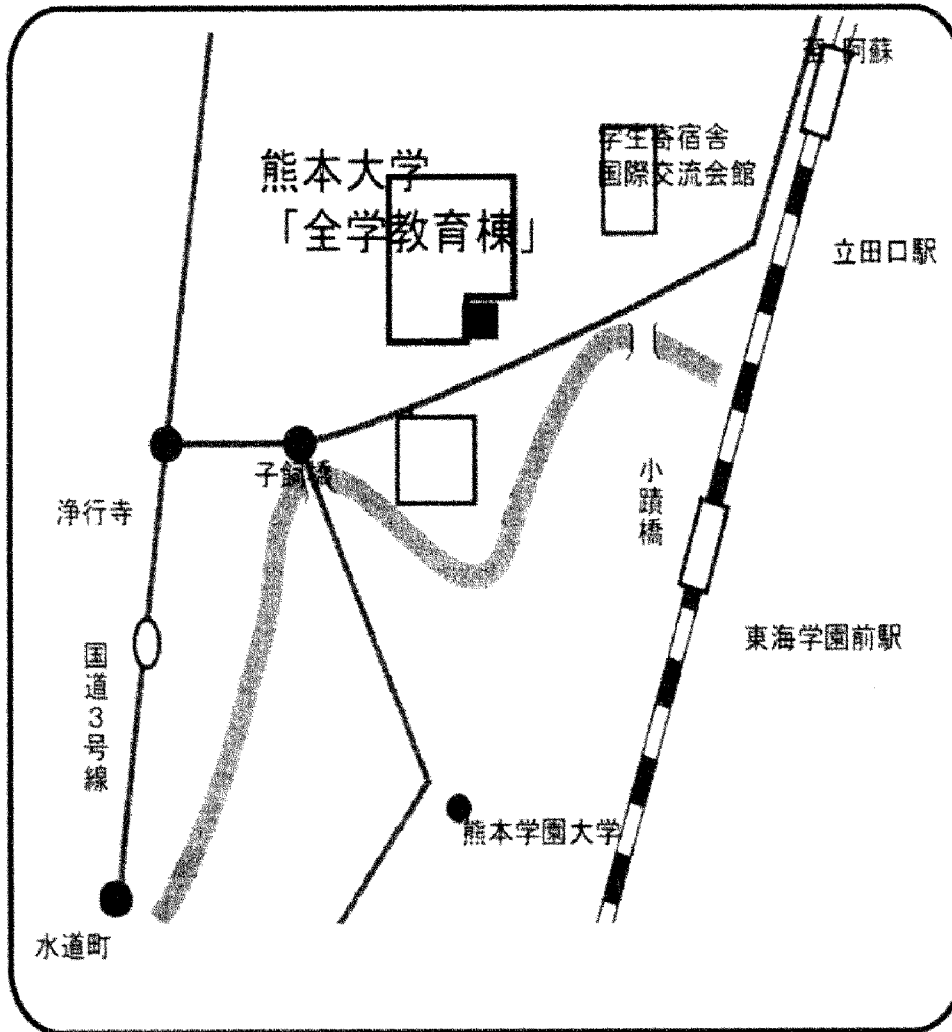 至 阿蘇
学生寄宿舎
国際交流会館
熊本大学
「全学教育棟」
立田口駅
子飼橋
小蹟橋
浄行寺
東海学園前駅
国道3号線
熊本学園大学
水道町